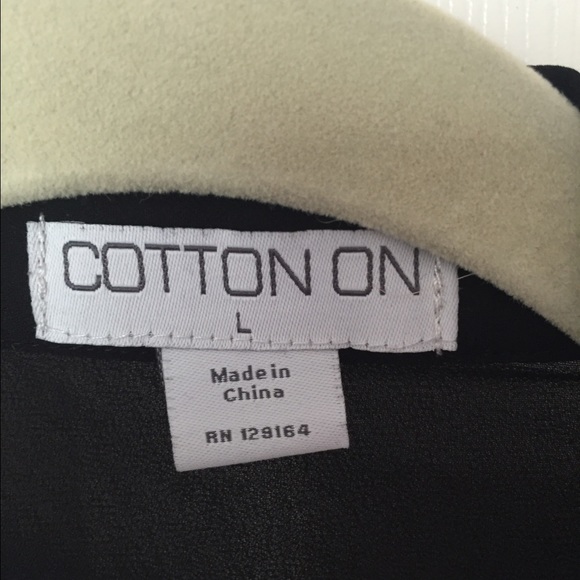 COTTON ON
L
Made in
China
RN 129164